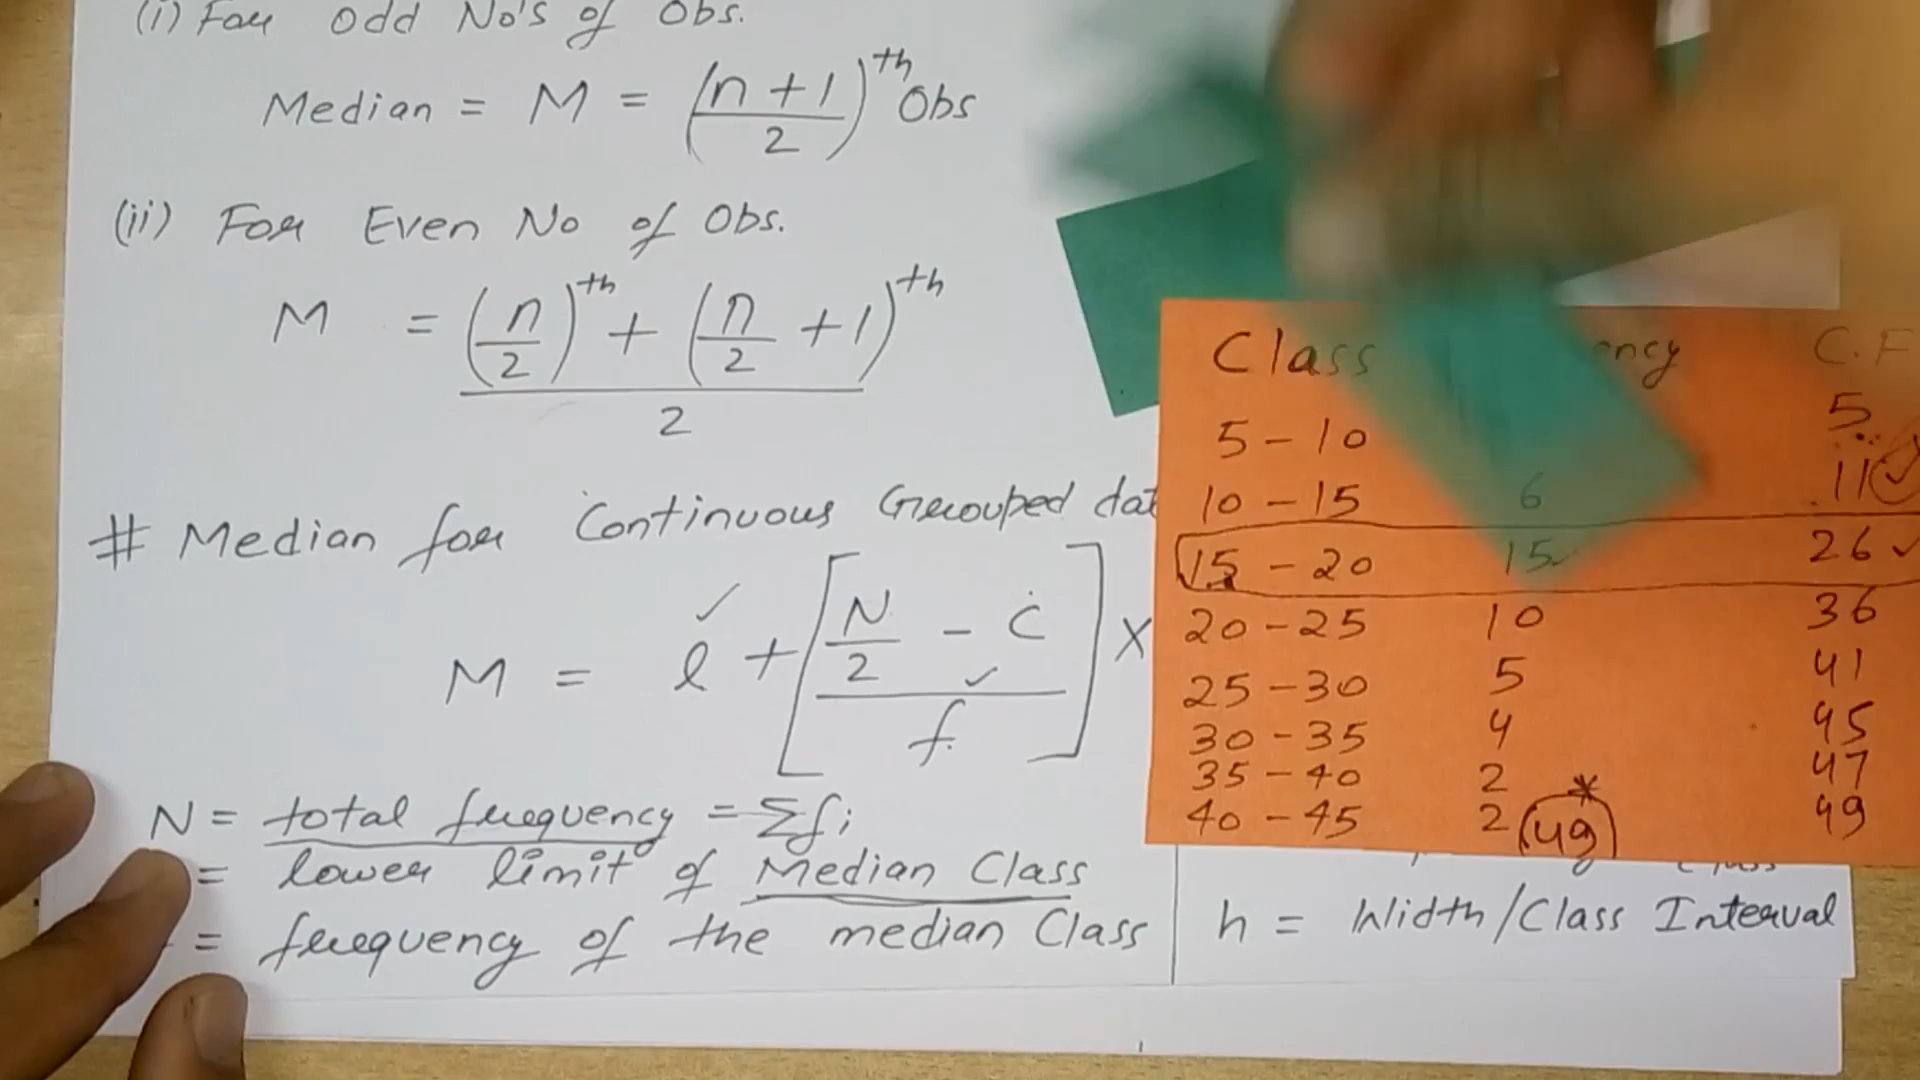 (i) For odd No's of Obs.
Median = M = (n+1/2)th Obs
(ii) For Even No of Obs.
M = (n/2)th + (n/2 + 1)th
2
# Median for Continuous Grouped dat
M = l + [N/2 - c / f] ×
N = total frequency = Σfi
= lower limit of Median Class
= frequency of the median Class
h = Width/Class Interval
Class ency C.F
5 - 10 5
10 - 15 6 11
15 - 20 15 26
20 - 25 10 36
25 - 30 5 41
30 - 35 4 45
35 - 40 2 47
40 - 45 2 49 49